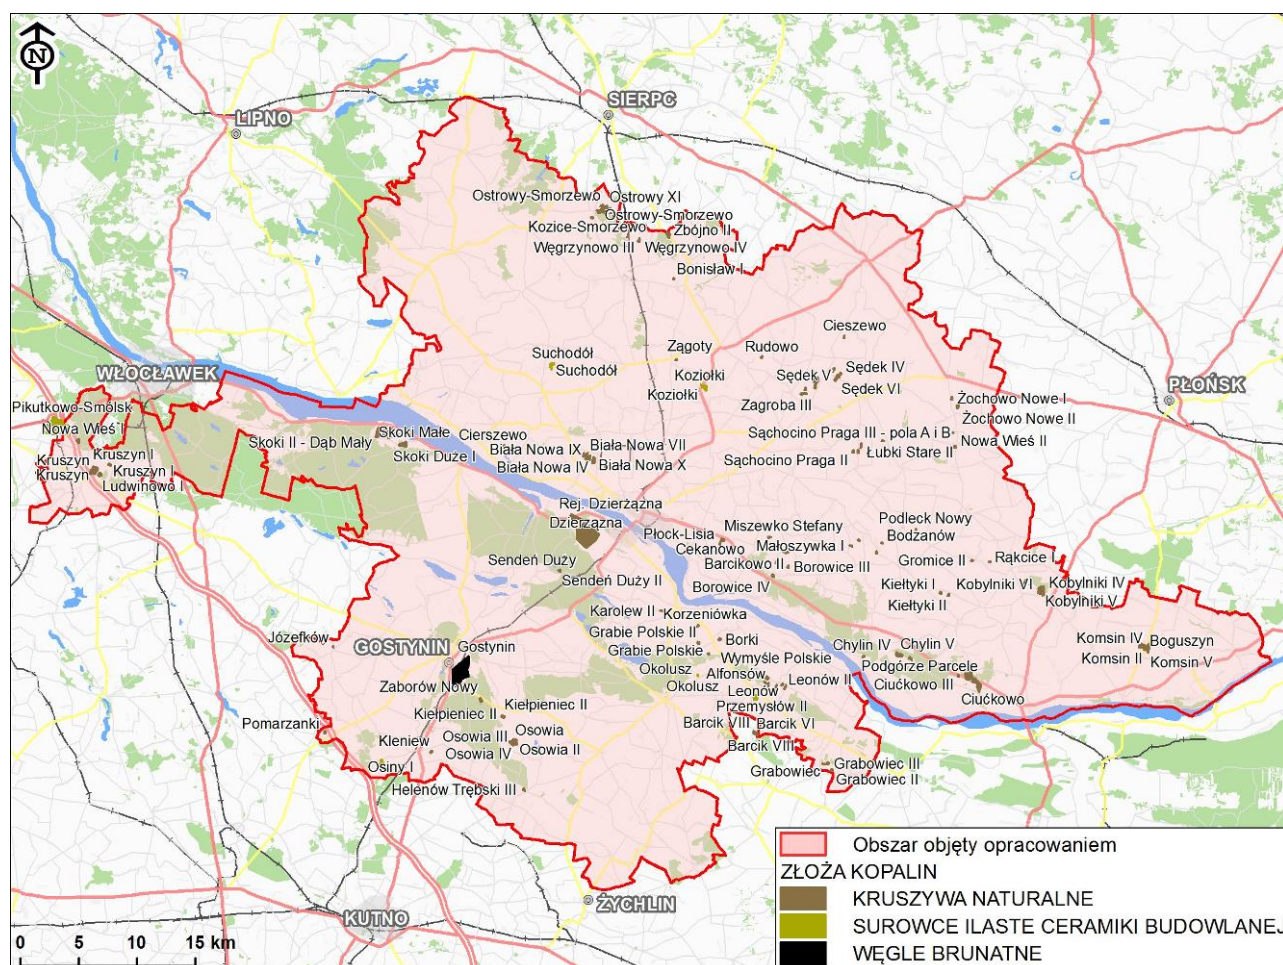 N
SIERPC
LIPNO
Ostrowy-Smorzewo
Ostrowy XI
Ostrowy-Smorzewo
Kozice-Smorzewo
Zbójno II
Węgrzynowo III
Węgrzynowo IV
Bonisław I
Cieszewo
Suchodół
Suchodół
Zągoty
Rudowo
WŁOCŁAWEK
Koziołki
Koziołki
Sędek V
Sędek IV
Sędek VI
PŁOŃSK
Pikutkowo-Smólsk
Zagroba III
Żochowo Nowe I
Żochowo Nowe II
Nowa Wieś I
Skoki II - Dąb Mały
Skoki Małe
Skoki Duże I
Cierszewo
Biała Nowa IX
Biała-Nowa VII
Biała Nowa IV
Biała Nowa X
Sąchocino Praga III - pola A i B
Nowa Wieś II
Sąchocino Praga II
Łubki Stare II
Kruszyn
Kruszyn I
Kruszyn
Kruszyn I
Ludwinowo I
Rej. Dzierżązna
Dzierzązna
Płock-Lisia
Miszewko Stefany
Podleck Nowy
Bodżanów
Cekanowo
Małoszywka I
Sendeń Duży
Barcikowo II
Borowice III
Gromice II
Rąkcice I
Sendeń Duży II
Borowice IV
Kiełtyki I
Kobylniki VI
Kobylniki IV
Kiełtyki II
Kobylniki V
Karolew II
Korzeniówka
Józefków
Grabie Polskie II
Borki
Chylin IV
Chylin V
Komsin IV
Boguszyn
GOSTYNIN
Gostynin
Grabie Polskie
Wymyśle Polskie
Komsin II
Komsin V
Okolusz
Alfonsów
Podgórze Parcele
Okolusz
Leonów II
Ciućkowo III
Zaborów Nowy
Leonów
Ciućkowo
Kiełpieniec II
Kiełpieniec II
Przemysłów II
Pomarzanki
Barcik VIII
Barcik VI
Kleniew
Osowia III
Osowia
Barcik VIII
Osowia IV
Osowia II
Osiny I
Grabowiec
Grabowiec III
Grabowiec II
Helenów Trębski III
ŻYCHLIN
KUTNO
0 5 10 15 km
Obszar objęty opracowaniem
ZŁOŻA KOPALIN
KRUSZYWA NATURALNE
SUROWCE ILASTE CERAMIKI BUDOWLANEJ
WĘGLE BRUNATNE